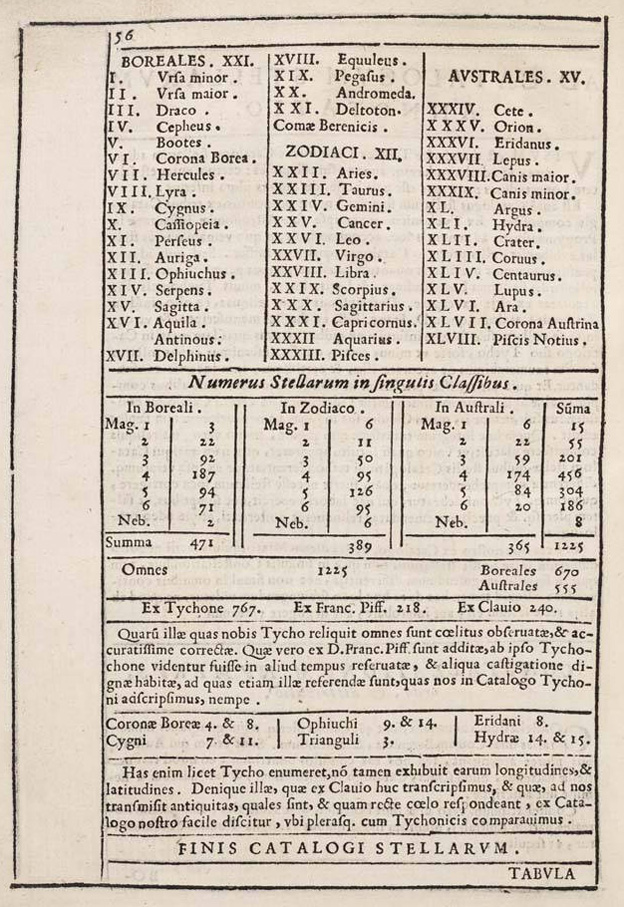 56
BOREALES. XXI.
I. Vrsa minor.
II. Vrsa maior.
III. Draco.
IV. Cepheus.
V. Bootes.
VI. Corona Borea.
VII. Hercules.
VIII. Lyra.
IX. Cygnus.
X. Cassiopeia.
XI. Perseus.
XII. Auriga.
XIII. Ophiuchus.
XIV. Serpens.
XV. Sagitta.
XVI. Aquila.
Antinous.
XVII. Delphinus.
XVIII. Equuleus.
XIX. Pegasus.
XX. Andromeda.
XXI. Deltoton.
Comæ Berenicis.
ZODIACI. XII.
XXII. Aries.
XXIII. Taurus.
XXIV. Gemini.
XXV. Cancer.
XXVI. Leo.
XXVII. Virgo.
XXVIII. Libra.
XXIX. Scorpius.
XXX. Sagittarius.
XXXI. Capricornus.
XXXII Aquarius.
XXXIII. Pisces.
AVSTRALES. XV.
XXXIV. Cete.
XXXV. Orion.
XXXVI. Eridanus.
XXXVII. Lepus.
XXXVIII. Canis maior.
XXXIX. Canis minor.
XL. Argus.
XLI. Hydra.
XLII. Crater.
XLIII. Coruus.
XLIV. Centaurus.
XLV. Lupus.
XLVI. Ara.
XLVII. Corona Austrina
XLVIII. Piscis Notius.
Numerus Stellarum in singulis Classibus.
In Boreali. In Zodiaco. In Australi. Sũma
Mag. 1 3 Mag. 1 6 Mag. 1 6 15
2 22 2 11 2 22 55
3 92 3 50 3 59 201
4 187 4 95 4 174 456
5 94 5 126 5 84 304
6 71 6 95 6 20 186
Neb. 2 Neb. 6 Neb. 8
Summa 471 389 365 1225
Omnes 1225 Boreales 670
Australes 555
Ex Tychone 767. Ex Franc. Piff. 218. Ex Clauio 240.
Quarũ illæ quas nobis Tycho reliquit omnes sunt cœlitus obseruatæ, & ac-
curatissime correctæ. Quæ vero ex D. Franc. Piff. sunt additæ, ab ipso Tycho-
chone videntur fuisse in aliud tempus reseruatæ, & aliqua castigatione di-
gnæ habitæ, ad quas etiam illæ referendæ sunt, quas nos in Catalogo Tycho-
ni adscripsimus, nempe.
Coronæ Boreæ 4. & 8. Ophiuchi 9. & 14. Eridani 8.
Cygni 7. & 11. Trianguli 3. Hydræ 14. & 15.
Has enim licet Tycho enumeret, nõ tamen exhibuit earum longitudines, &
latitudines. Denique illæ, quæ ex Clauio huc transcripsimus, & quæ, ad nos
transmisit antiquitas, quales sint, & quam recte cœlo respondeant, ex Cata-
logo nostro facile discitur, vbi plerasq. cum Tychonicis comparauimus.
FINIS CATALOGI STELLARVM.
TABVLA